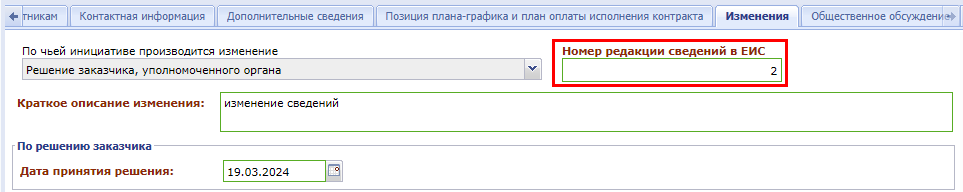 тникам Контактная информация Дополнительные сведения Позиция плана-графика и план оплаты исполнения контракта Изменения Общественное обсуждение
По чьей инициативе производится изменение Номер редакции сведений в ЕИС
Решение заказчика, уполномоченного органа 2
Краткое описание изменения: изменение сведений
По решению заказчика
Дата принятия решения: 19.03.2024